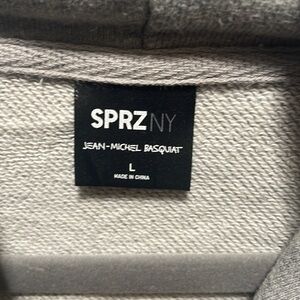 SPRZ NY
JEAN-MICHEL BASQUIAT
L
MADE IN CHINA